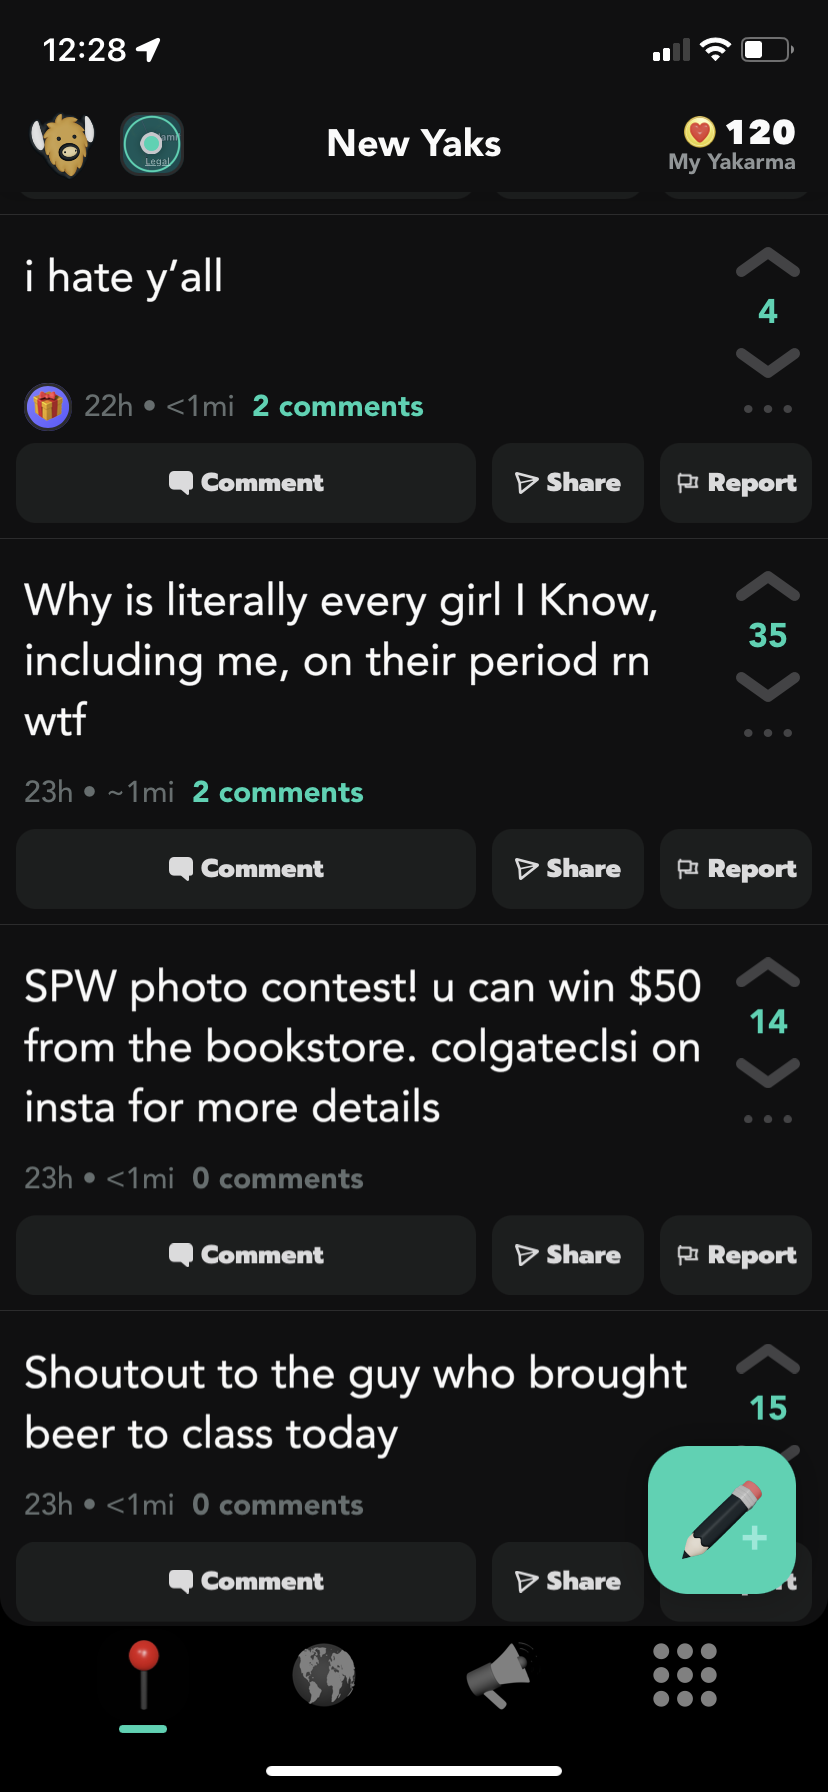 12:28
New Yaks
120
My Yakarma
Legal
i hate y’all
4
22h • <1mi 2 comments
Comment Share Report
Why is literally every girl I Know,
including me, on their period rn
wtf
35
23h • ~1mi 2 comments
Comment Share Report
SPW photo contest! u can win $50
from the bookstore. colgateclsi on
insta for more details
14
23h • <1mi 0 comments
Comment Share Report
Shoutout to the guy who brought
beer to class today
15
23h • <1mi 0 comments
Comment Share